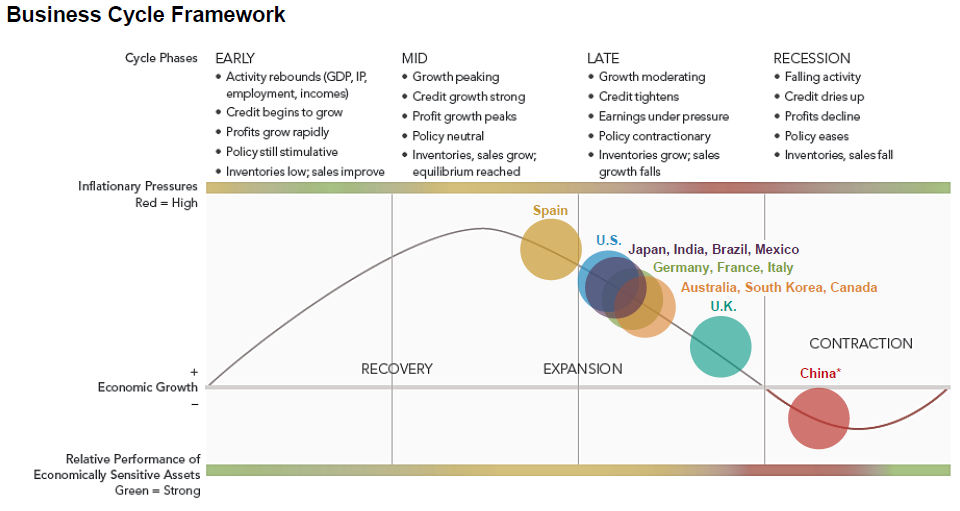 Business Cycle Framework
Cycle Phases
EARLY
• Activity rebounds (GDP, IP,
employment, incomes)
• Credit begins to grow
• Profits grow rapidly
• Policy still stimulative
• Inventories low; sales improve
MID
• Growth peaking
• Credit growth strong
• Profit growth peaks
• Policy neutral
• Inventories, sales grow;
equilibrium reached
LATE
• Growth moderating
• Credit tightens
• Earnings under pressure
• Policy contractionary
• Inventories grow; sales
growth falls
RECESSION
• Falling activity
• Credit dries up
• Profits decline
• Policy eases
• Inventories, sales fall
Inflationary Pressures
Red = High
Spain
U.S.
Japan, India, Brazil, Mexico
Germany, France, Italy
Australia, South Korea, Canada
U.K.
CONTRACTION
RECOVERY
EXPANSION
China*
+
Economic Growth
–
Relative Performance of
Economically Sensitive Assets
Green = Strong